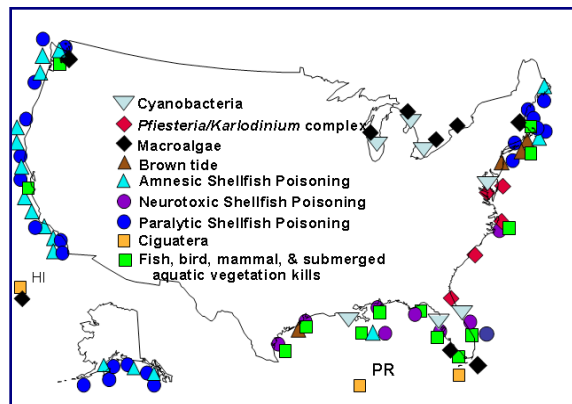 Cyanobacteria
Pfiesteria/Karlodinium complex
Macroalgae
Brown tide
Amnesic Shellfish Poisoning
Neurotoxic Shellfish Poisoning
Paralytic Shellfish Poisoning
Ciguatera
Fish, bird, mammal, & submerged
aquatic vegetation kills
HI
PR